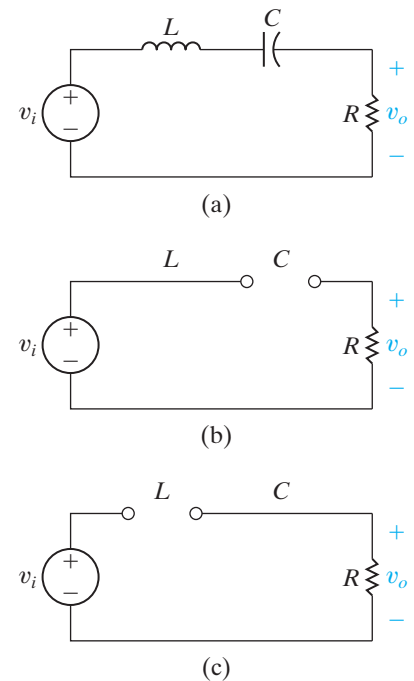 L C
+
v_i + − R v_o
−
(a)
L C
+
v_i + − R v_o
−
(b)
L C
+
v_i + − R v_o
−
(c)